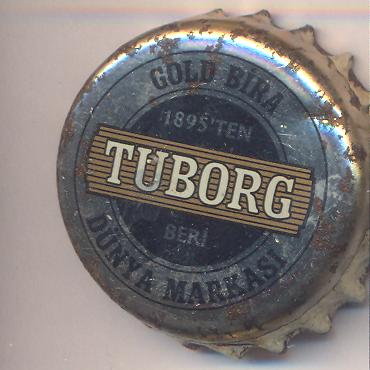 GOLD BİRA
1895'TEN
TUBORG
BERİ
DÜNYA MARKASI